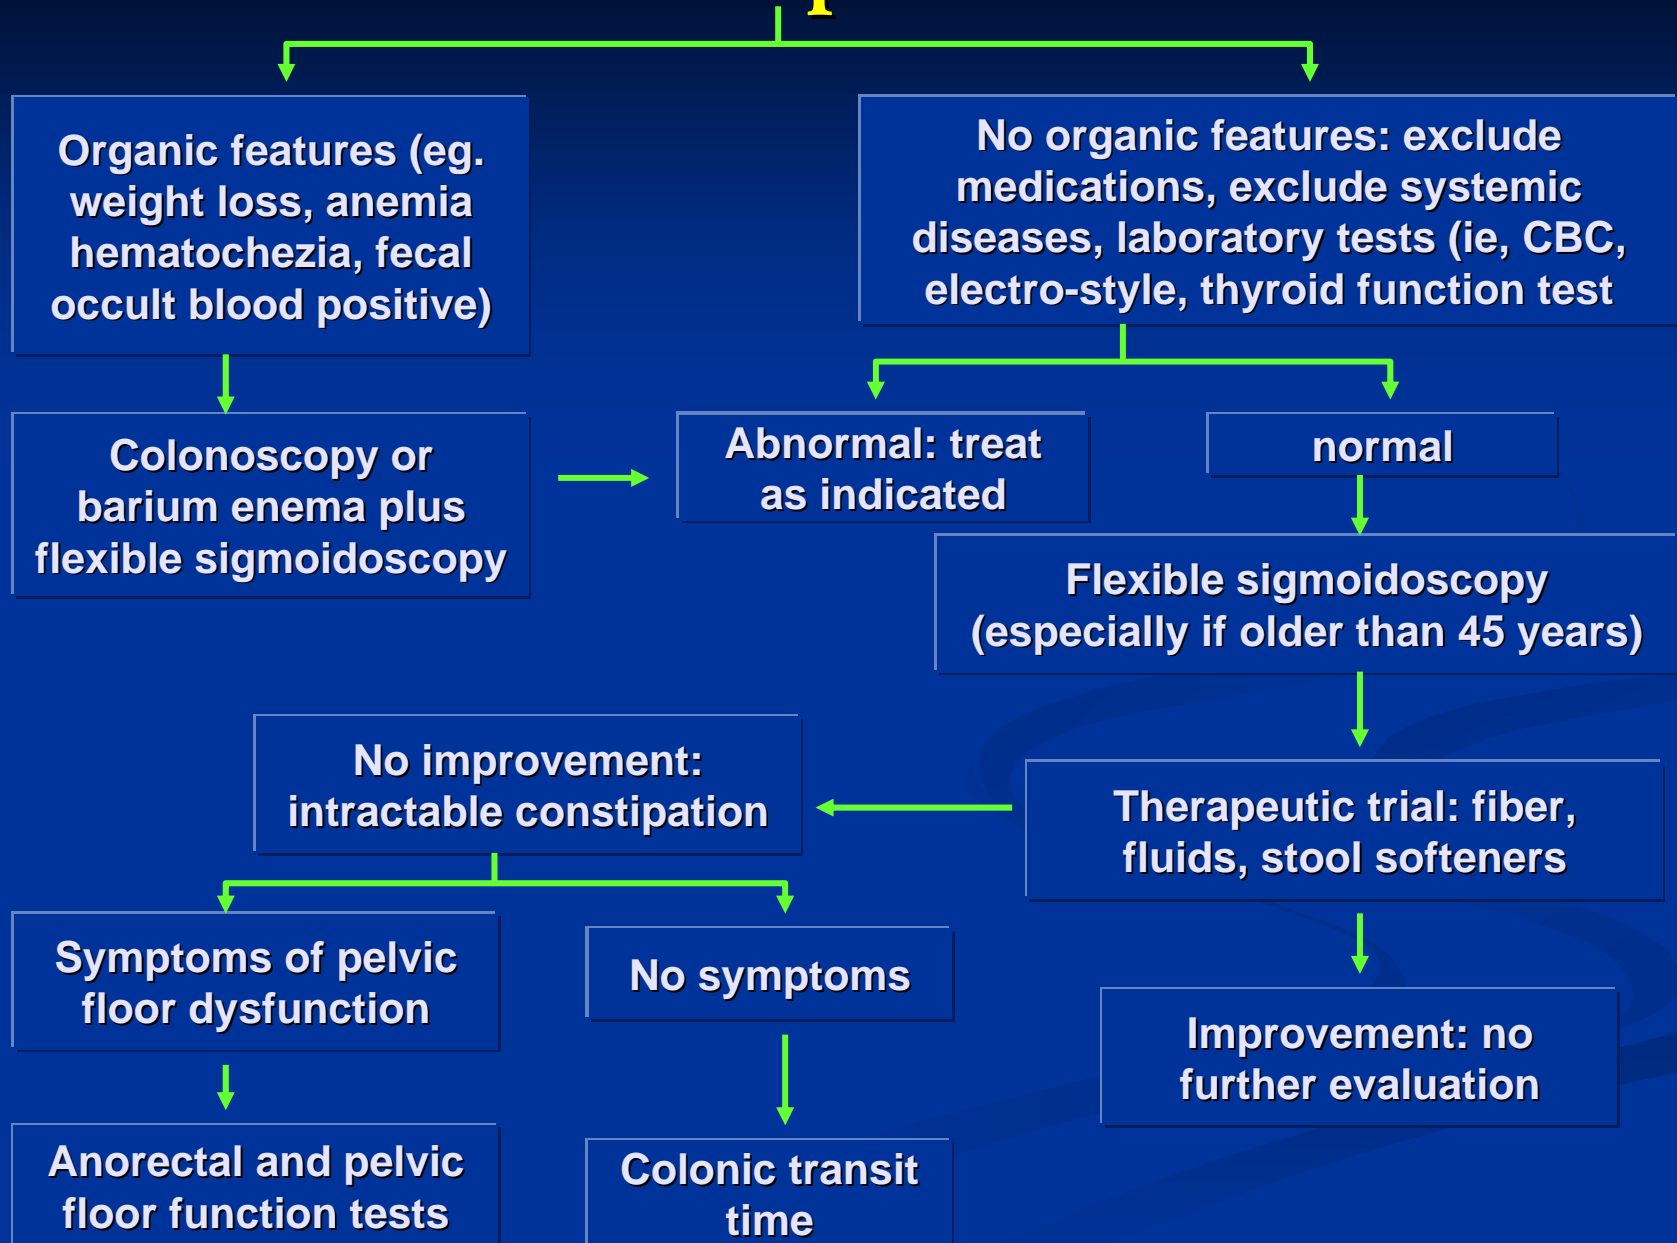 Organic features (eg.
weight loss, anemia
hematochezia, fecal
occult blood positive)
No organic features: exclude
medications, exclude systemic
diseases, laboratory tests (ie, CBC,
electro-style, thyroid function test
Colonoscopy or
barium enema plus
flexible sigmoidoscopy
Abnormal: treat
as indicated
normal
Flexible sigmoidoscopy
(especially if older than 45 years)
No improvement:
intractable constipation
Therapeutic trial: fiber,
fluids, stool softeners
Symptoms of pelvic
floor dysfunction
No symptoms
Improvement: no
further evaluation
Anorectal and pelvic
floor function tests
Colonic transit
time